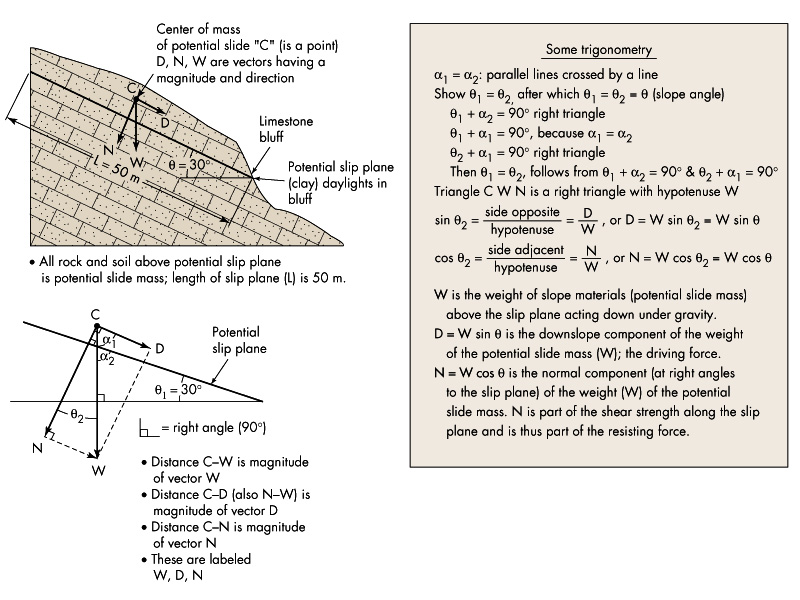 Center of mass
of potential slide "C" (is a point)
D, N, W are vectors having a
magnitude and direction
C
D
N
W
L = 50 m
θ = 30°
Limestone
bluff
Potential slip plane
(clay) daylights in
bluff
• All rock and soil above potential slip plane
is potential slide mass; length of slip plane (L) is 50 m.
C
α1
α2
D
Potential
slip plane
θ1 = 30°
θ2
N
W
= right angle (90°)
• Distance C–W is magnitude
of vector W
• Distance C–D (also N–W) is
magnitude of vector D
• Distance C–N is magnitude
of vector N
• These are labeled
W, D, N
Some trigonometry
α1 = α2: parallel lines crossed by a line
Show θ1 = θ2, after which θ1 = θ2 = θ (slope angle)
θ1 + α2 = 90° right triangle
θ1 + α1 = 90°, because α1 = α2
θ2 + α1 = 90° right triangle
Then θ1 = θ2, follows from θ1 + α2 = 90° & θ2 + α1 = 90°
Triangle C W N is a right triangle with hypotenuse W
sin θ2 = side opposite / hypotenuse = D / W , or D = W sin θ2 = W sin θ
cos θ2 = side adjacent / hypotenuse = N / W , or N = W cos θ2 = W cos θ
W is the weight of slope materials (potential slide mass)
above the slip plane acting down under gravity.
D = W sin θ is the downslope component of the weight
of the potential slide mass (W); the driving force.
N = W cos θ is the normal component (at right angles
to the slip plane) of the weight (W) of the potential
slide mass. N is part of the shear strength along the slip
plane and is thus part of the resisting force.